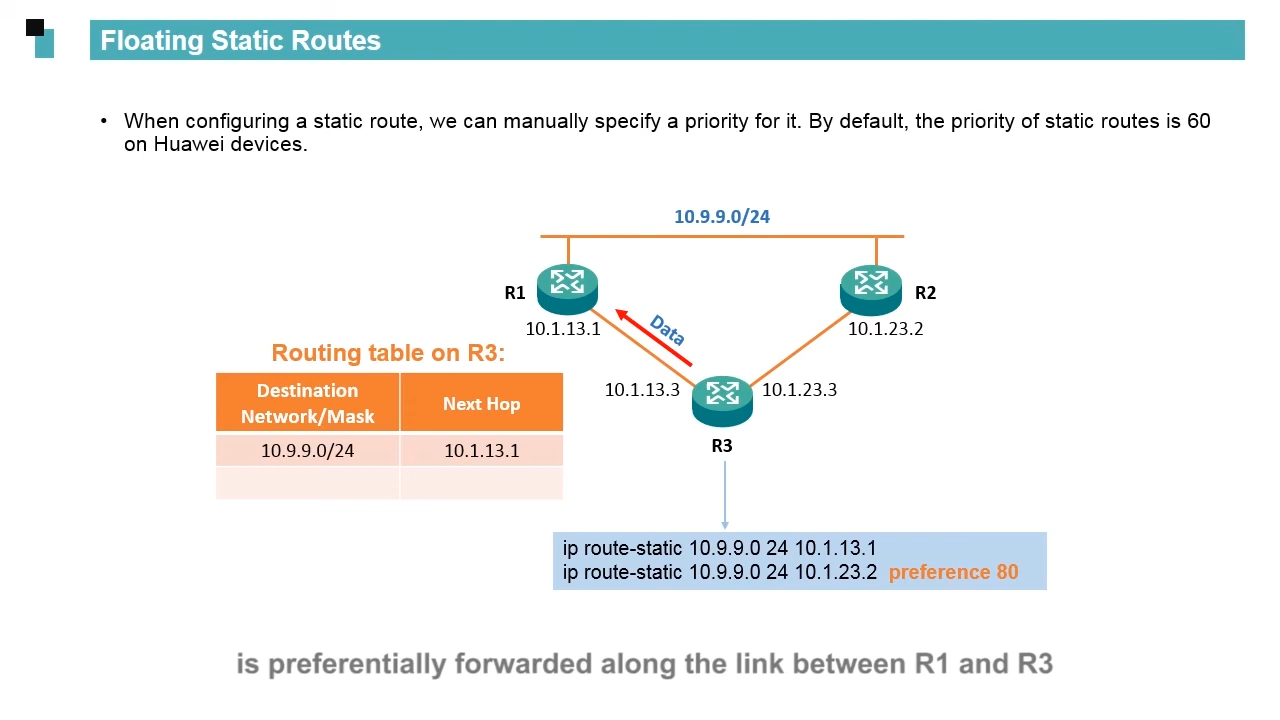 Floating Static Routes
• When configuring a static route, we can manually specify a priority for it. By default, the priority of static routes is 60
on Huawei devices.
10.9.9.0/24
R1
R2
10.1.13.1
Data
10.1.23.2
Routing table on R3:
Destination
Network/Mask
Next Hop
10.9.9.0/24
10.1.13.1
10.1.13.3
10.1.23.3
R3
ip route-static 10.9.9.0 24 10.1.13.1
ip route-static 10.9.9.0 24 10.1.23.2 preference 80
is preferentially forwarded along the link between R1 and R3